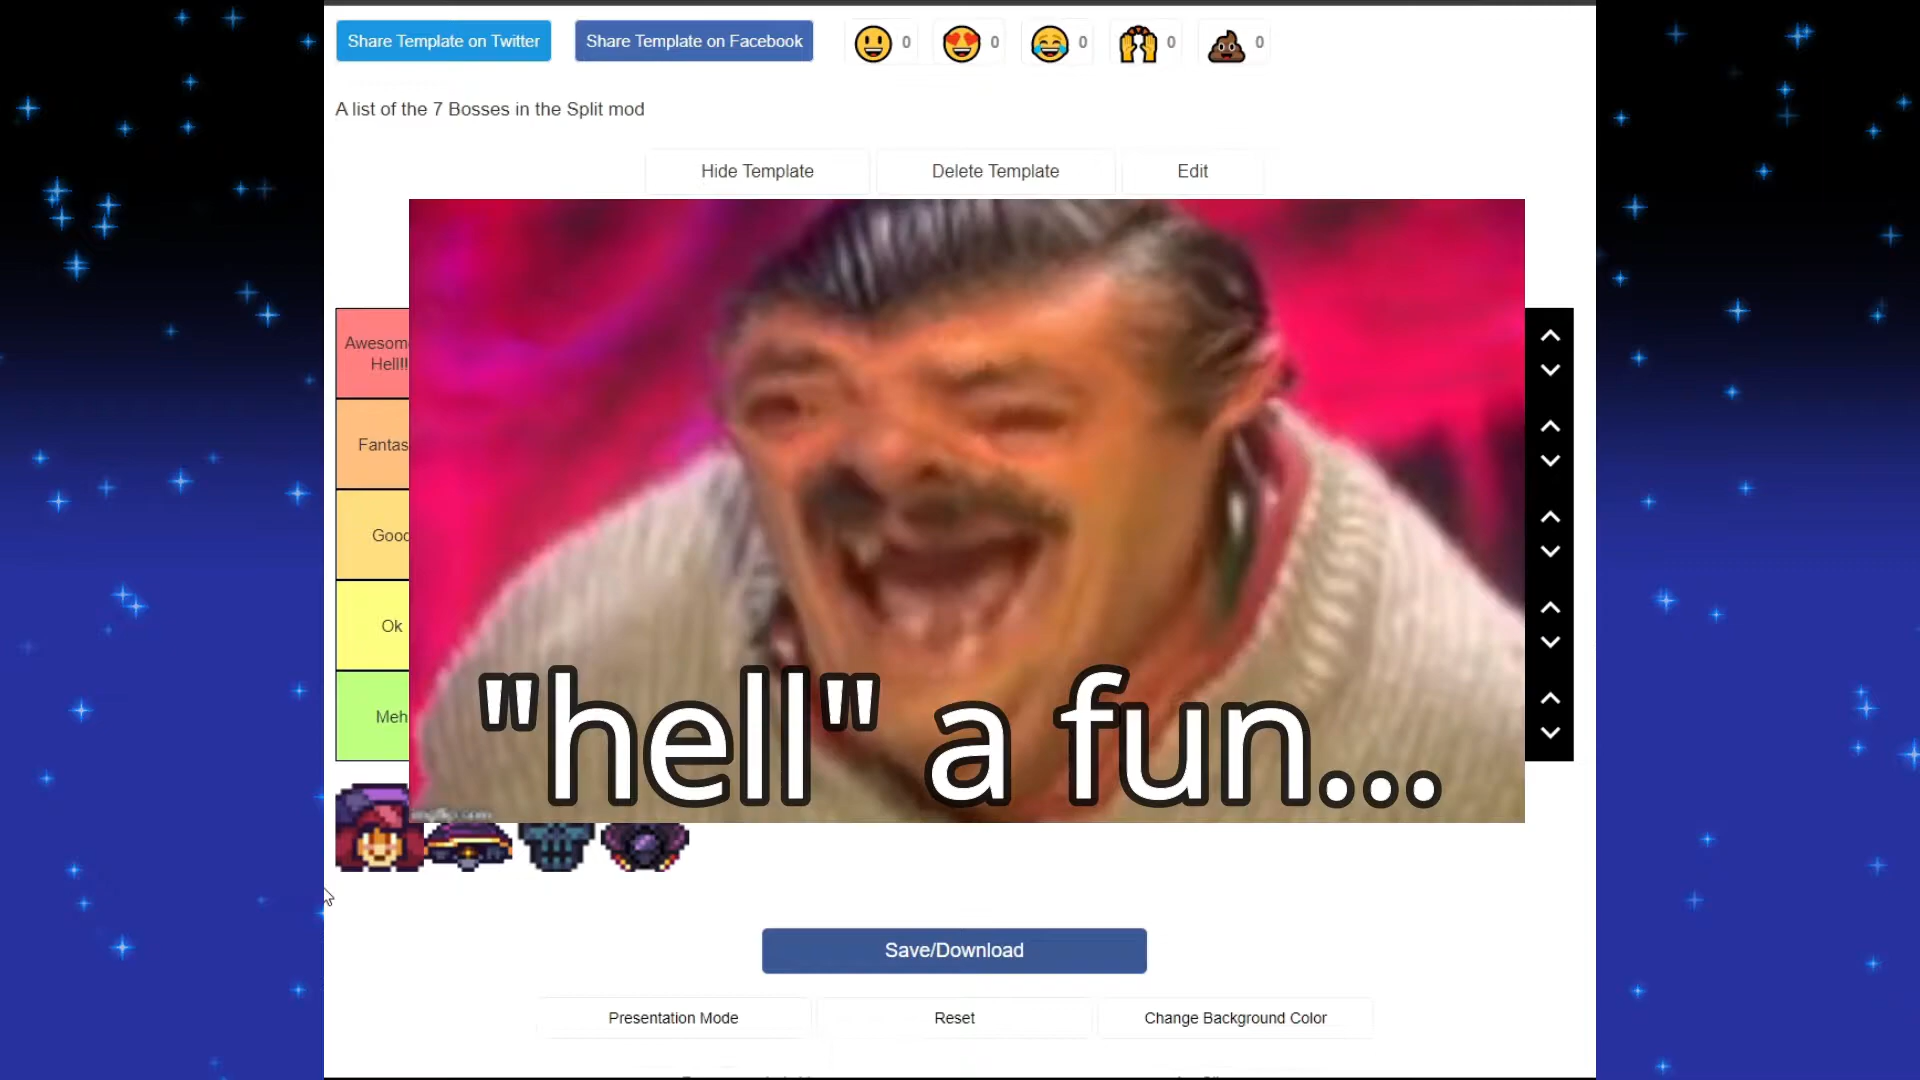 Share Template on Twitter
Share Template on Facebook
0
0
0
0
0
A list of the 7 Bosses in the Split mod
Hide Template
Delete Template
Edit
Awesom
Hell!!
Fantas
Good
Ok
Meh
"hell" a fun...
Save/Download
Presentation Mode
Reset
Change Background Color